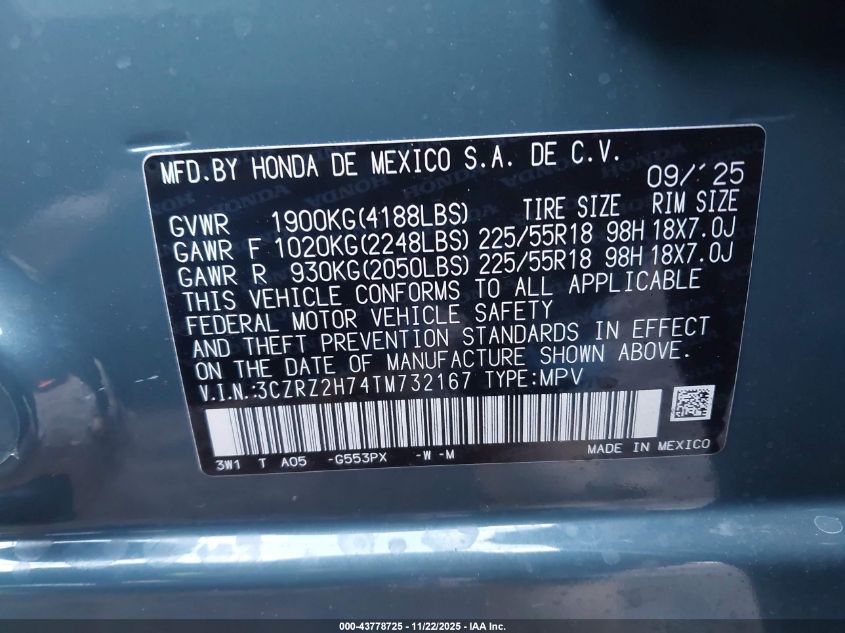 MFD.BY HONDA DE MEXICO S.A. DE C.V.
09/'25
TIRE SIZE RIM SIZE
GVWR 1900KG(4188LBS)
GAWR F 1020KG(2248LBS) 225/55R18 98H 18X7.0J
GAWR R 930KG(2050LBS) 225/55R18 98H 18X7.0J
THIS VEHICLE CONFORMS TO ALL APPLICABLE
FEDERAL MOTOR VEHICLE SAFETY
AND THEFT PREVENTION STANDARDS IN EFFECT
ON THE DATE OF MANUFACTURE SHOWN ABOVE.
V.I.N.:3CZRZ2H74TM732167 TYPE:MPV
3W1 T A05 -G553PX -W -M MADE IN MEXICO
000-43778725 - 11/22/2025 - IAA Inc.